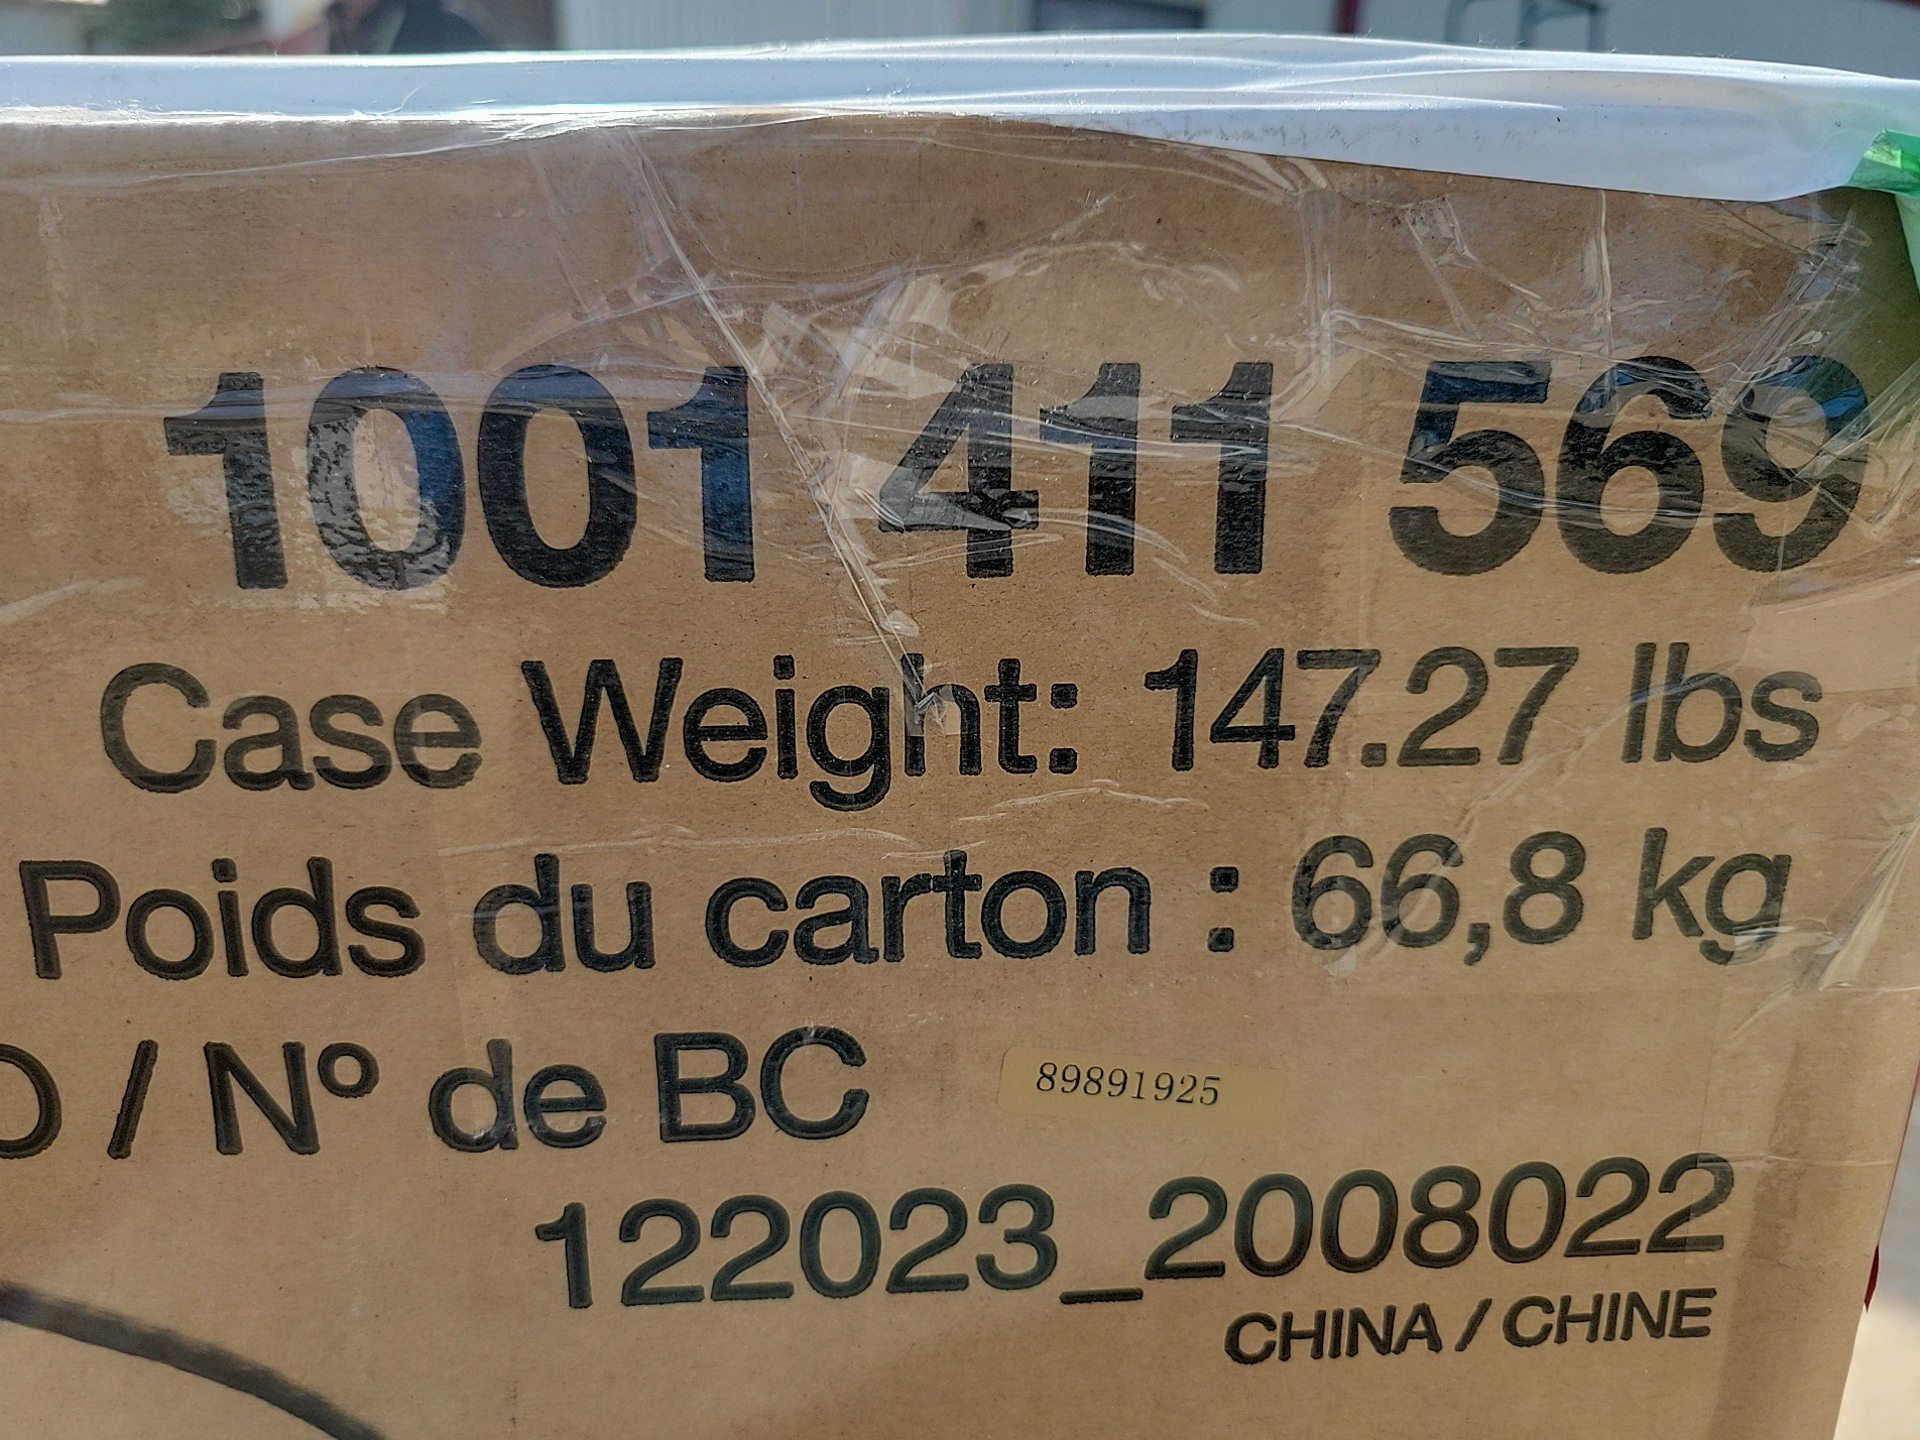 1001 411 569
Case Weight: 147.27 lbs
Poids du carton : 66,8 kg
/ Nº de BC 89891925
122023_2008022
CHINA / CHINE